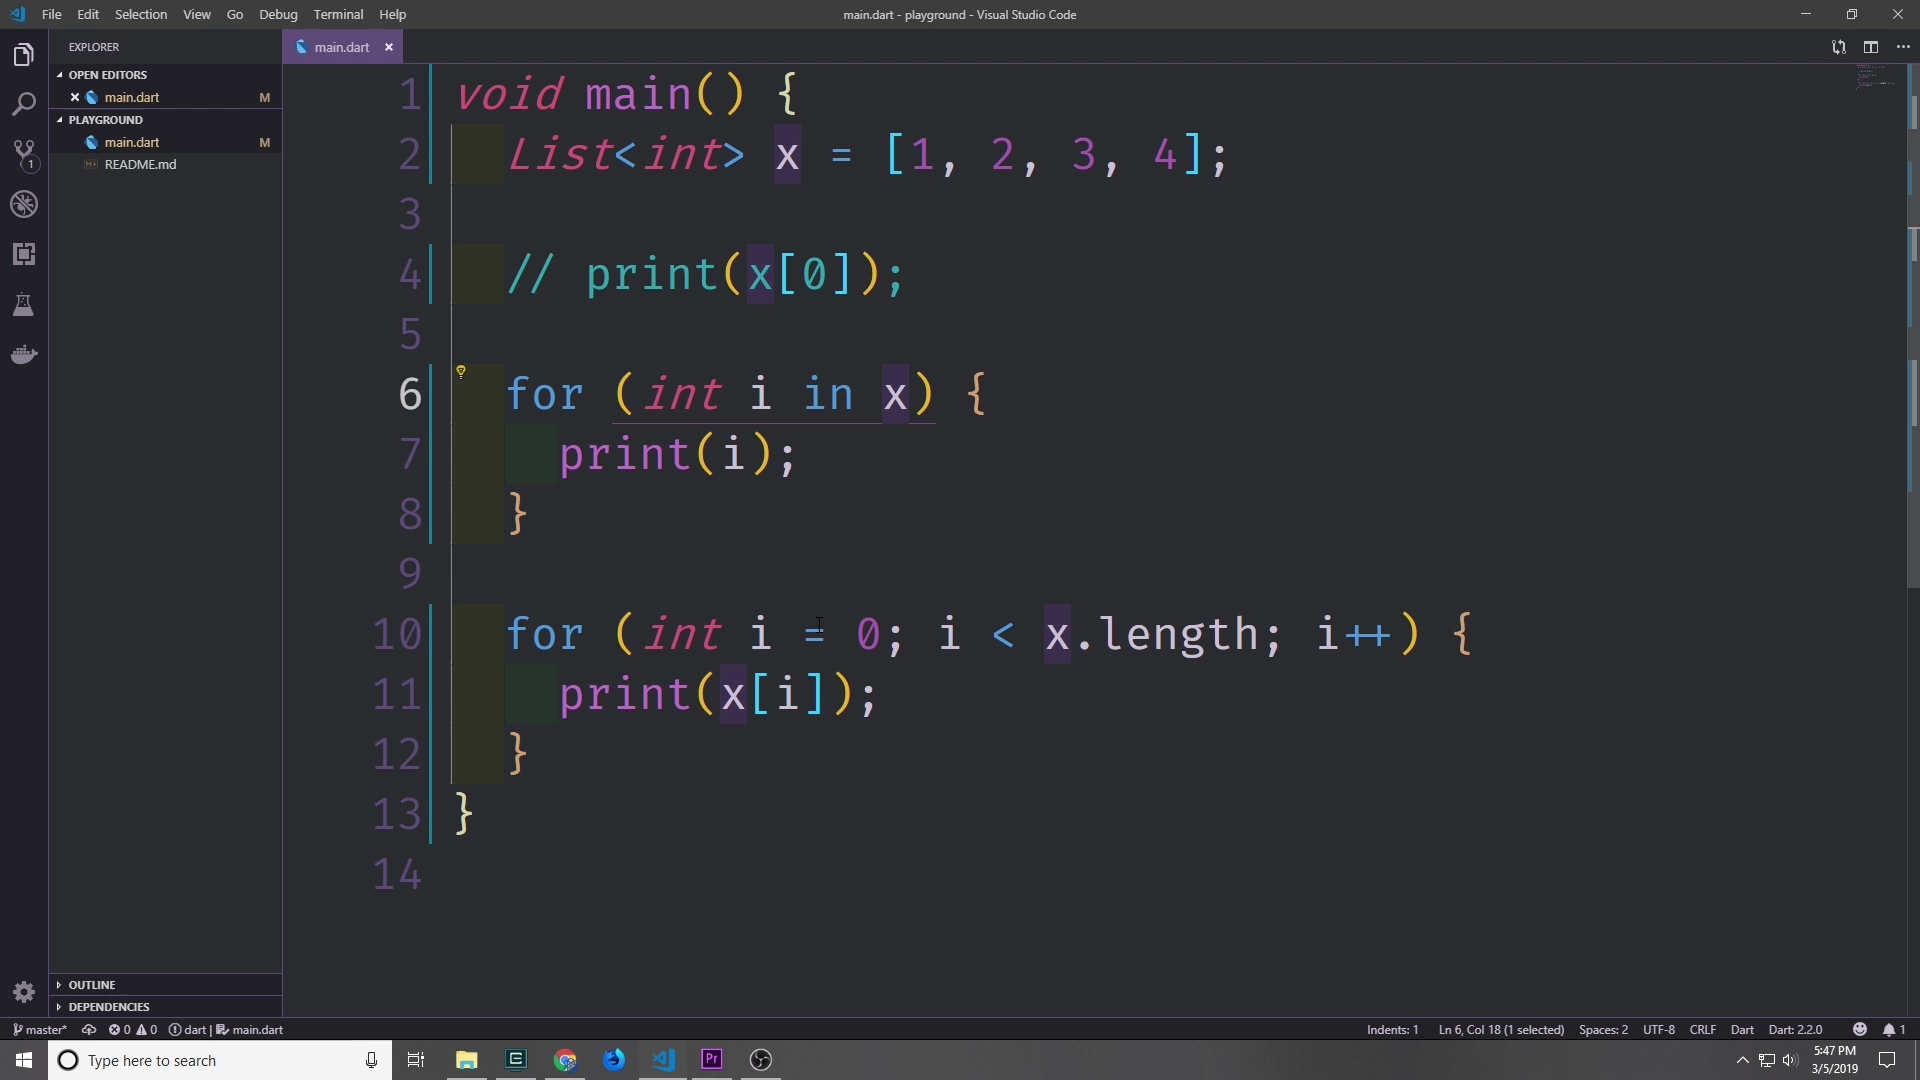 File Edit Selection View Go Debug Terminal Help
main.dart - playground - Visual Studio Code
EXPLORER
main.dart
OPEN EDITORS
main.dart M
PLAYGROUND
main.dart M
README.md
1
1 void main() {
2 List<int> x = [1, 2, 3, 4];
3
4 // print(x[0]);
5
6 for (int i in x) {
7 print(i);
8 }
9
10 for (int i = 0; i < x.length; i++) {
11 print(x[i]);
12 }
13 }
14
OUTLINE
DEPENDENCIES
master* 0 0 dart | main.dart Indents: 1 Ln 6, Col 18 (1 selected) Spaces: 2 UTF-8 CRLF Dart Dart: 2.2.0 1
Type here to search
Pr
5:47 PM
3/5/2019